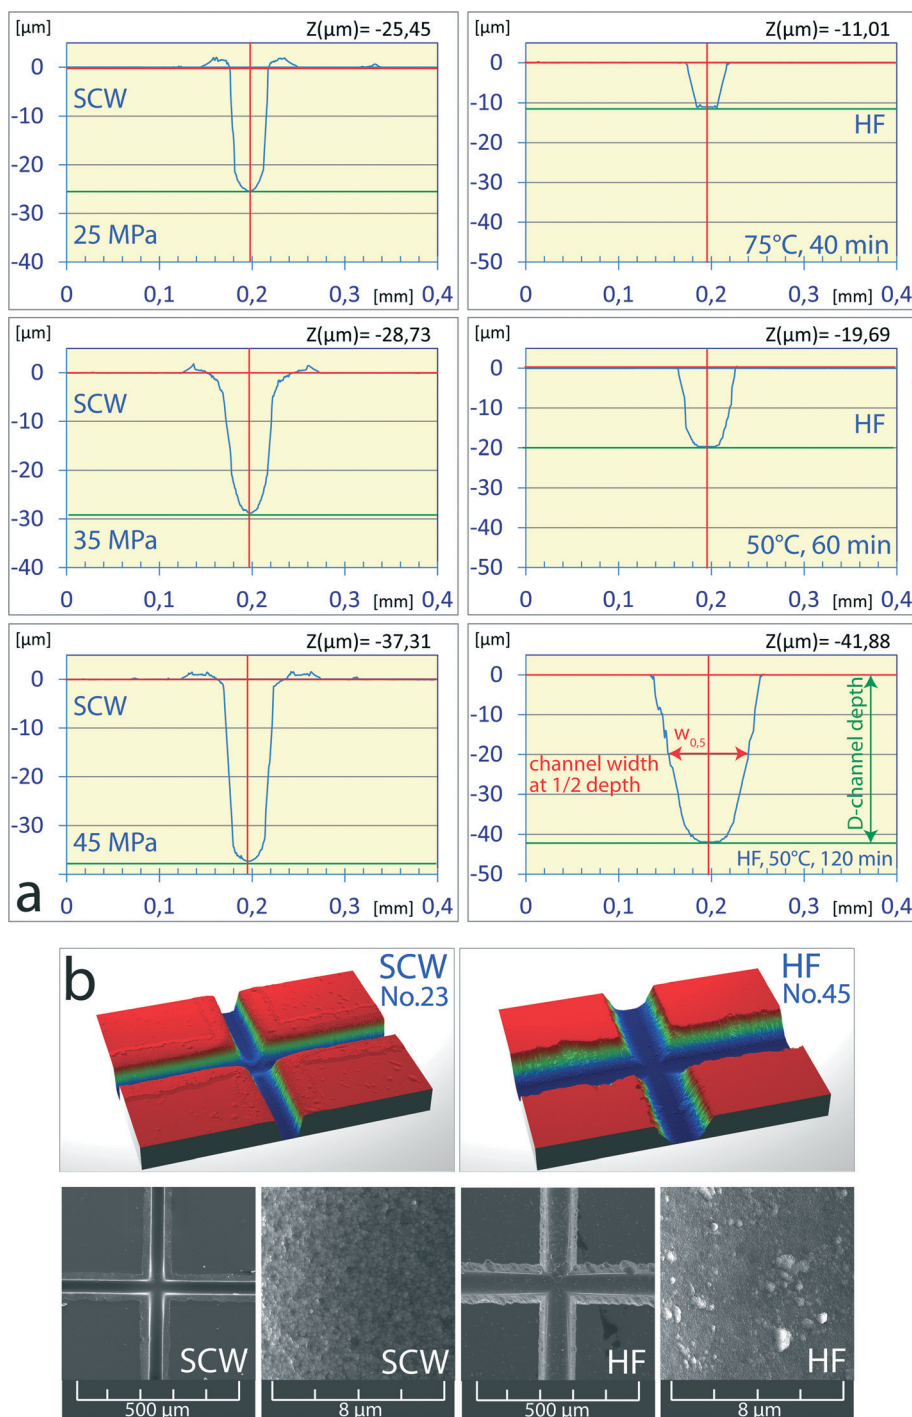 [µm]
Z(µm)= -25,45
0
-10
-20
-30
-40
SCW
25 MPa
0
0,1
0,2
0,3
[mm]
0,4
[µm]
Z(µm)= -11,01
0
-10
-20
-30
-40
-50
HF
75°C, 40 min
0
0,1
0,2
0,3
[mm]
0,4
[µm]
Z(µm)= -28,73
0
-10
-20
-30
-40
SCW
35 MPa
0
0,1
0,2
0,3
[mm]
0,4
[µm]
Z(µm)= -19,69
0
-10
-20
-30
-40
-50
HF
50°C, 60 min
0
0,1
0,2
0,3
[mm]
0,4
[µm]
Z(µm)= -37,31
0
-10
-20
-30
SCW
45 MPa
a
0
0,1
0,2
0,3
[mm]
0,4
[µm]
Z(µm)= -41,88
0
-10
-20
-30
-40
-50
w0,5
channel width
at 1/2 depth
D-channel depth
HF, 50°C, 120 min
0
0,1
0,2
0,3
[mm]
0,4
b
SCW
No.23
HF
No.45
SCW
500 µm
SCW
8 µm
HF
500 µm
HF
8 µm